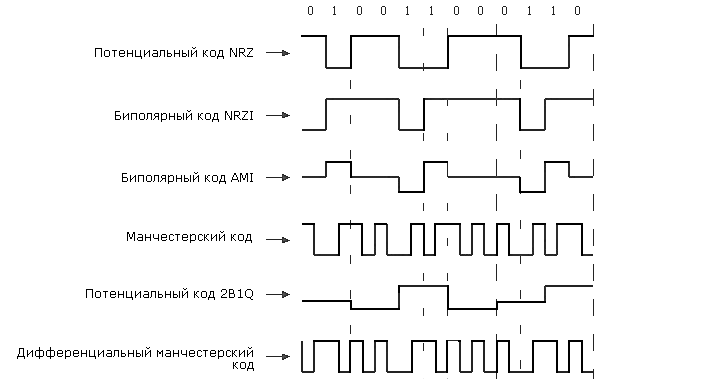 0 1 0 0 1 1 0 0 0 1 1 0
Потенциальный код NRZ
Биполярный код NRZI
Биполярный код AMI
Манчестерский код
Потенциальный код 2B1Q
Дифференциальный манчестерский
код